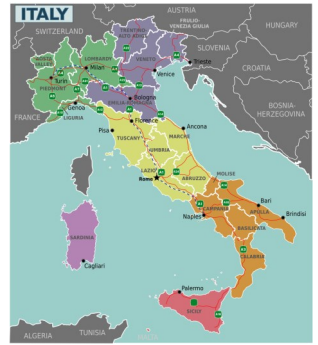 ITALY
AUSTRIA
HUNGARY
SWITZERLAND
FRIULI-
VENEZIA GIULIA
TRENTINO-
ALTO ADIGE
SLOVENIA
AOSTA
VALLEY
LOMBARDY
VENETO
Trieste
CROATIA
Milan
Venice
Turin
PIEDMONT
EMILIA-ROMAGNA
Bologna
BOSNIA-
HERZEGOVINA
Genoa
LIGURIA
FRANCE
Florence
Pisa
Ancona
TUSCANY
MARCHE
UMBRIA
LAZIO
Rome
ABRUZZO
MOLISE
Bari
Naples
CAMPANIA
APULIA
Brindisi
BASILICATA
SARDINIA
CALABRIA
Cagliari
Palermo
SICILY
ALGERIA
TUNISIA